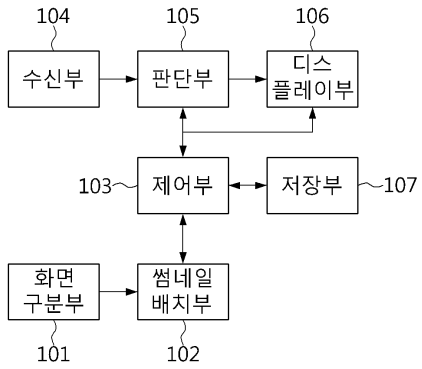 104
105
106
수신부
판단부
디스
플레이부
103
제어부
저장부
107
화면
구분부
썸네일
배치부
101
102